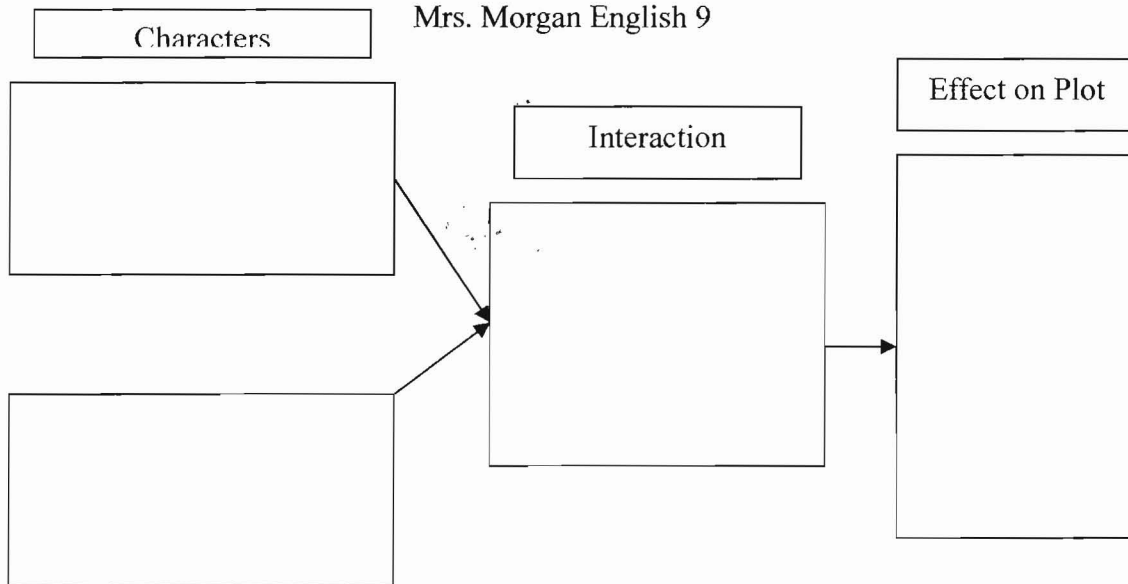 Mrs. Morgan English 9
Characters
Effect on Plot
Interaction